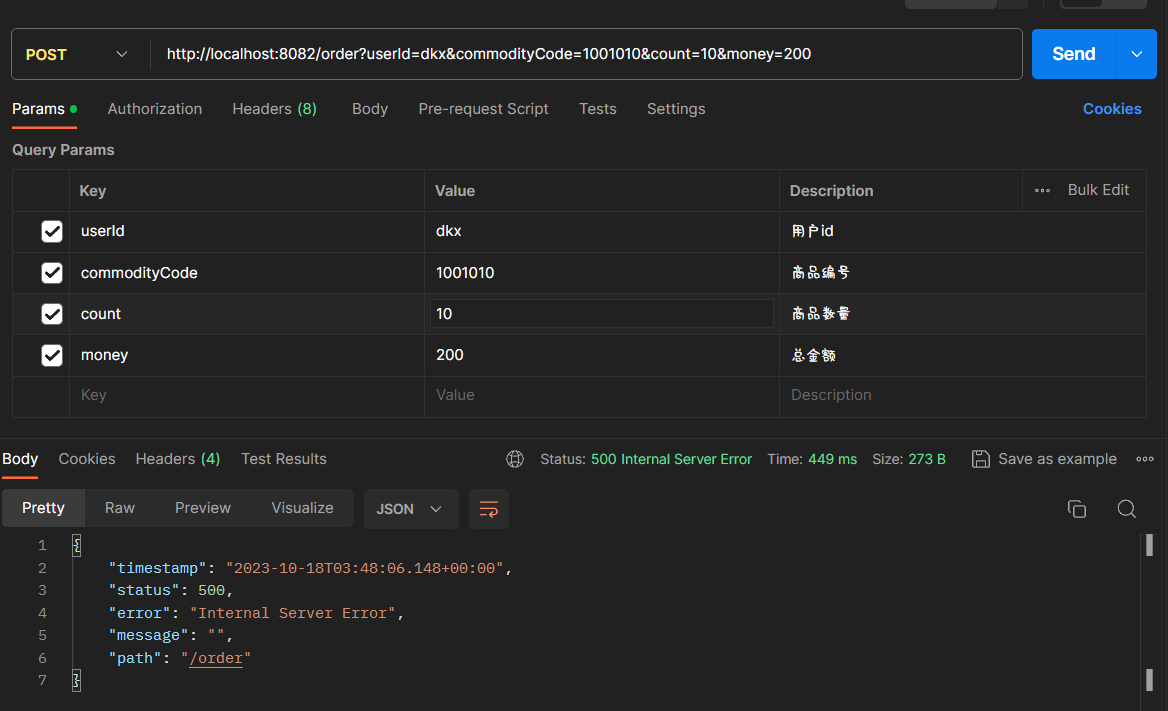 POST http://localhost:8082/order?userId=dkx&commodityCode=1001010&count=10&money=200 Send
Params Authorization Headers (8) Body Pre-request Script Tests Settings Cookies
Query Params
Key Value Description Bulk Edit
userId dkx 用户id
commodityCode 1001010 商品编号
count 10 商品数量
money 200 总金额
Key Value Description
Body Cookies Headers (4) Test Results Status: 500 Internal Server Error Time: 449 ms Size: 273 B Save as example
Pretty Raw Preview Visualize JSON
1 {
2 "timestamp": "2023-10-18T03:48:06.148+00:00",
3 "status": 500,
4 "error": "Internal Server Error",
5 "message": "",
6 "path": "/order"
7 }